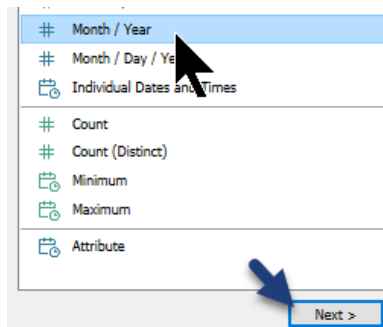 Month / Year
Month / Day / Ye
Individual Dates and Times
Count
Count (Distinct)
Minimum
Maximum
Attribute
Next >